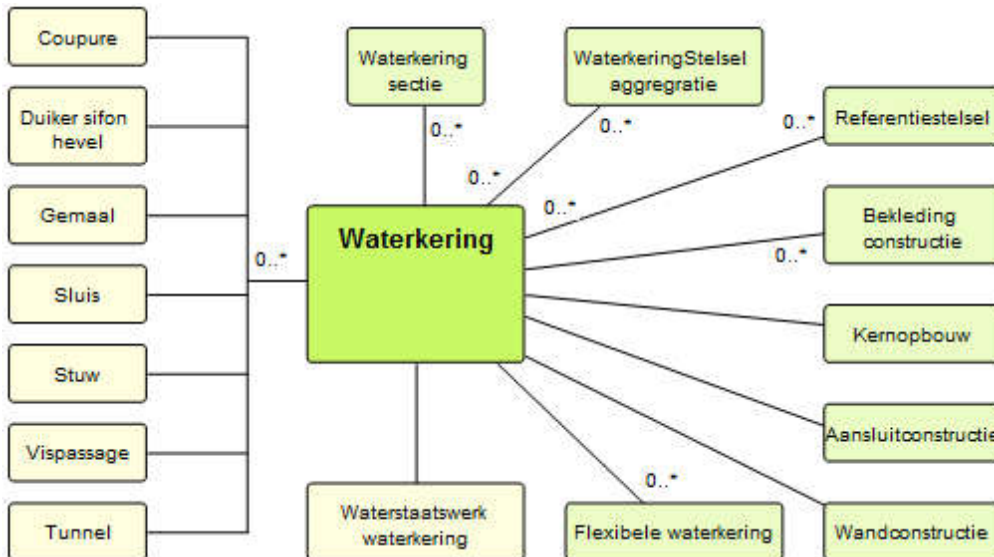 Coupure
Duiker sifon
hevel
Gemaal
Sluis
Stuw
Vispassage
Tunnel
0..*
Waterkering
sectie
0..*
WaterkeringStelsel
aggregratie
0..*
0..*
Referentiestelsel
0..*
0..*
Waterkering
Bekleding
constructie
0..*
Kernopbouw
Aansluitconstructie
Wandconstructie
Flexibele waterkering
0..*
Waterstaatswerk
waterkering